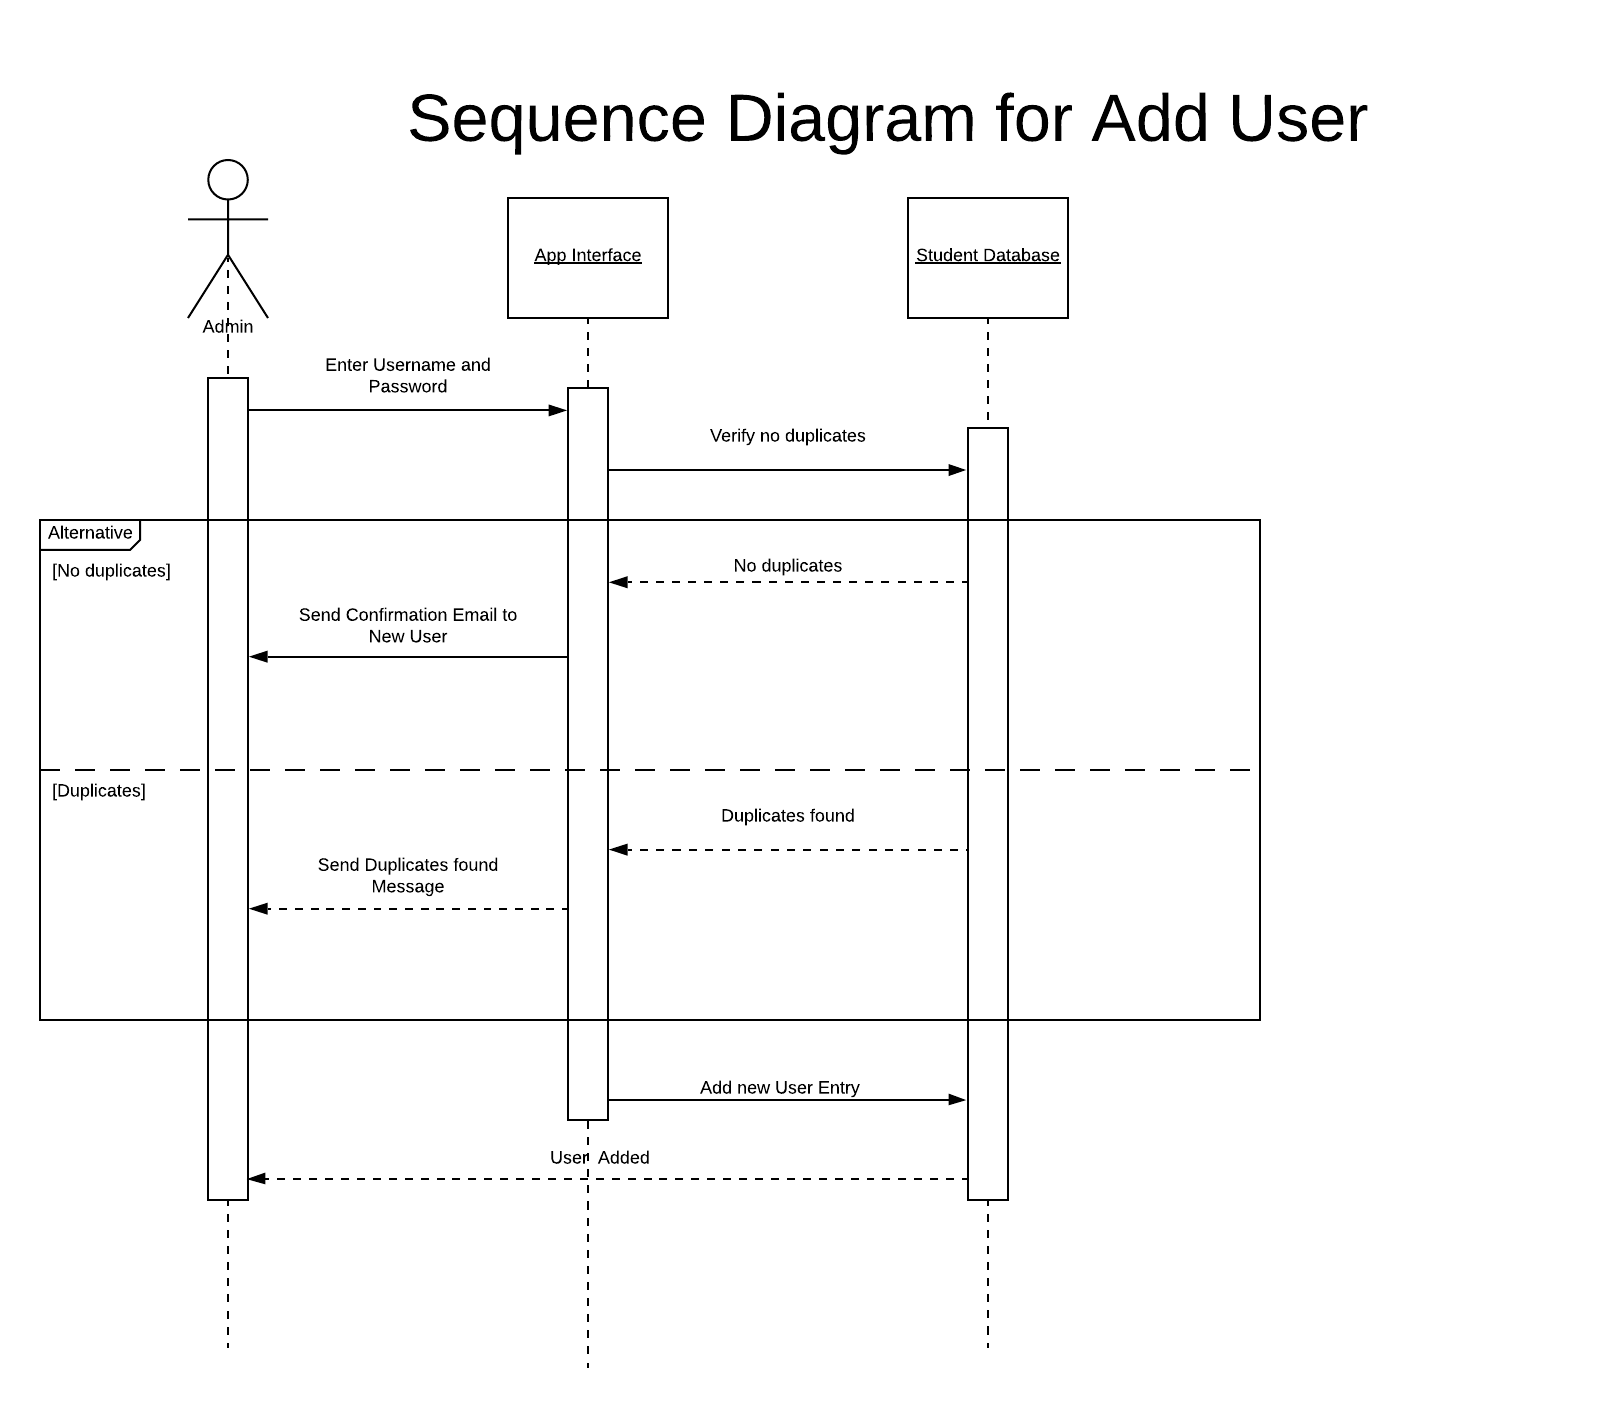 Sequence Diagram for Add User
App Interface
Student Database
Admin
Enter Username and
Password
Verify no duplicates
Alternative
[No duplicates]
No duplicates
Send Confirmation Email to
New User
[Duplicates]
Duplicates found
Send Duplicates found
Message
Add new User Entry
User Added